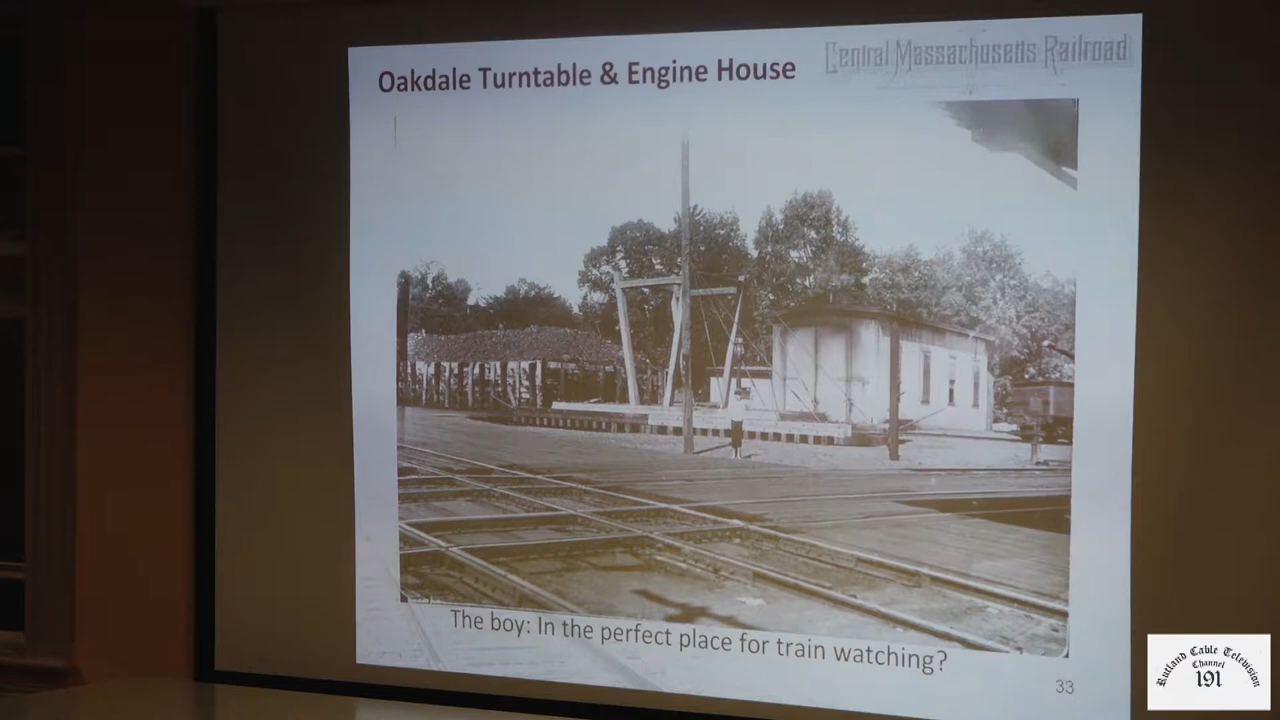 Oakdale Turntable & Engine House
Central Massachusetts Railroad
The boy: In the perfect place for train watching?
33
Rutland Cable Television
Channel
191